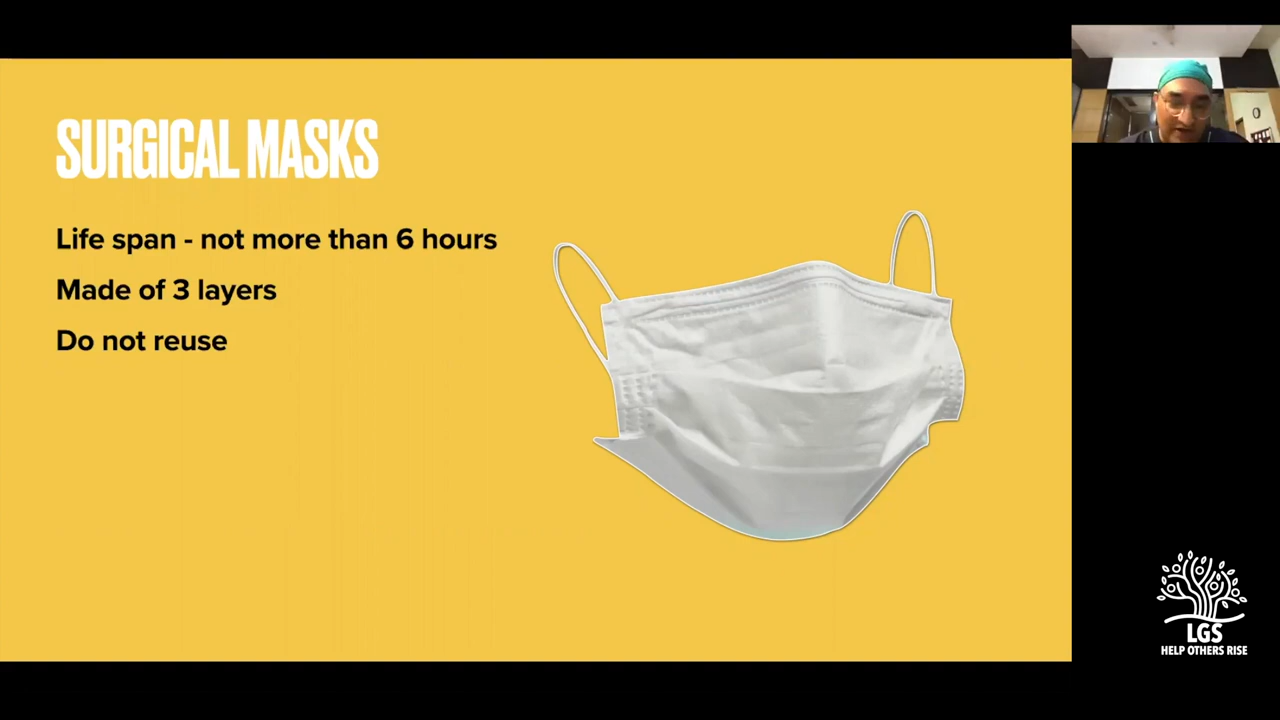 SURGICAL MASKS
Life span - not more than 6 hours
Made of 3 layers
Do not reuse
LGS
HELP OTHERS RISE